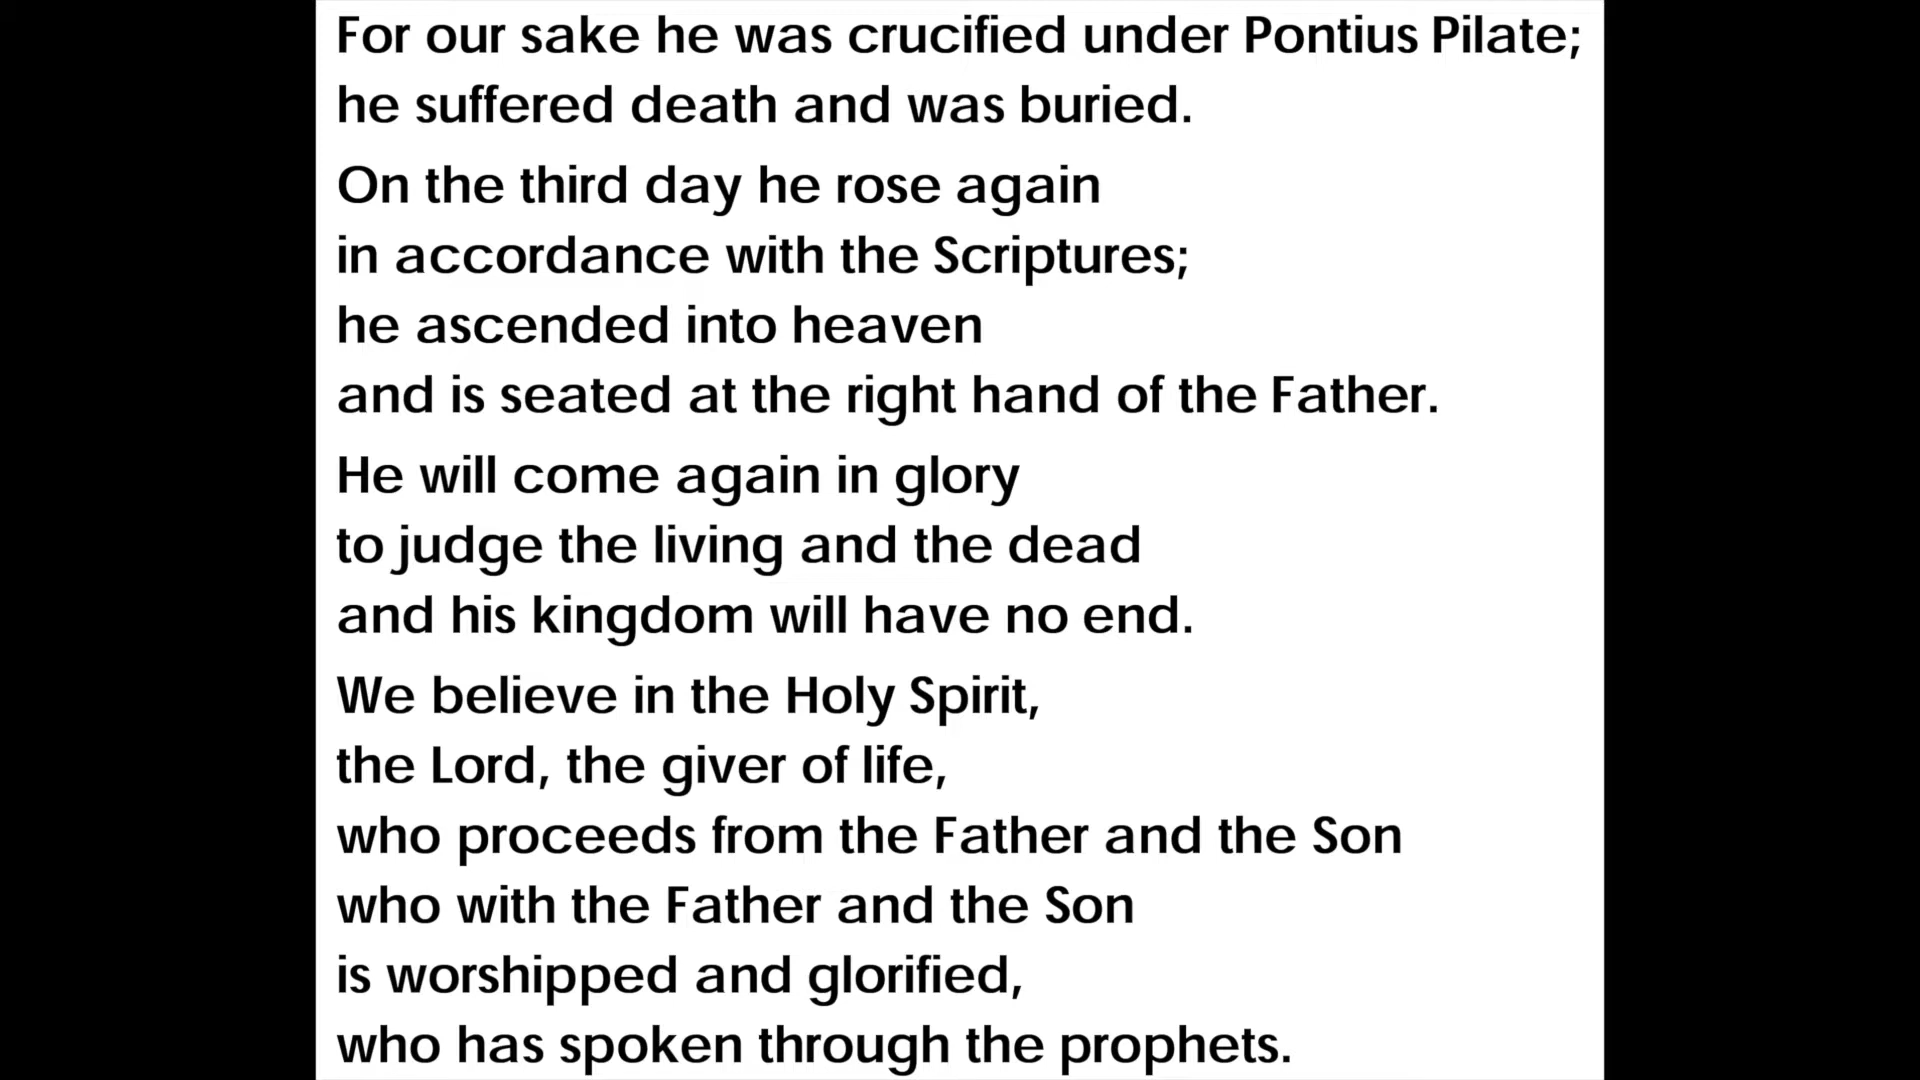 For our sake he was crucified under Pontius Pilate;
he suffered death and was buried.
On the third day he rose again
in accordance with the Scriptures;
he ascended into heaven
and is seated at the right hand of the Father.
He will come again in glory
to judge the living and the dead
and his kingdom will have no end.
We believe in the Holy Spirit,
the Lord, the giver of life,
who proceeds from the Father and the Son
who with the Father and the Son
is worshipped and glorified,
who has spoken through the prophets.